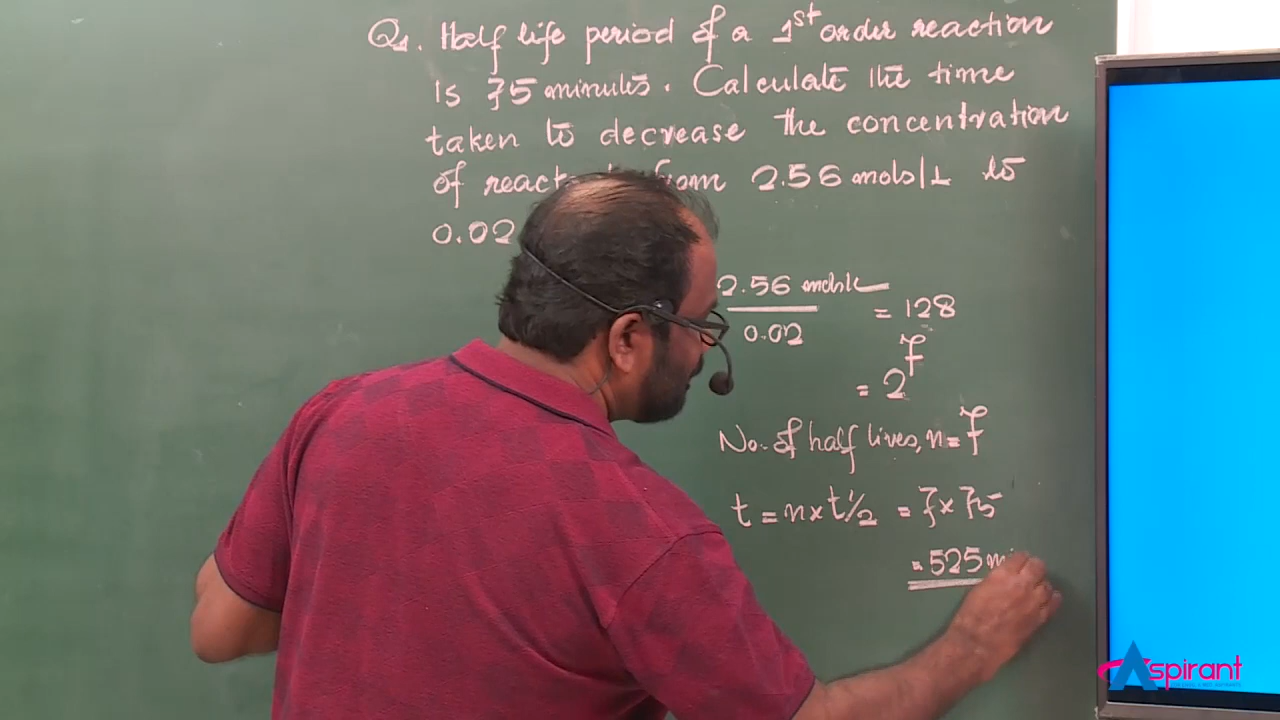 Q1. Half life period of a 1st order reaction
is 75 minutes. Calculate the time
taken to decrease the concentration
of from 2.56 mols/L to
0.02
2.56 mols/L
0.02
= 128
= 2^7
No. of half lives, n = 7
t = n × t1/2 = 7 × 75
= 525
Aspirant